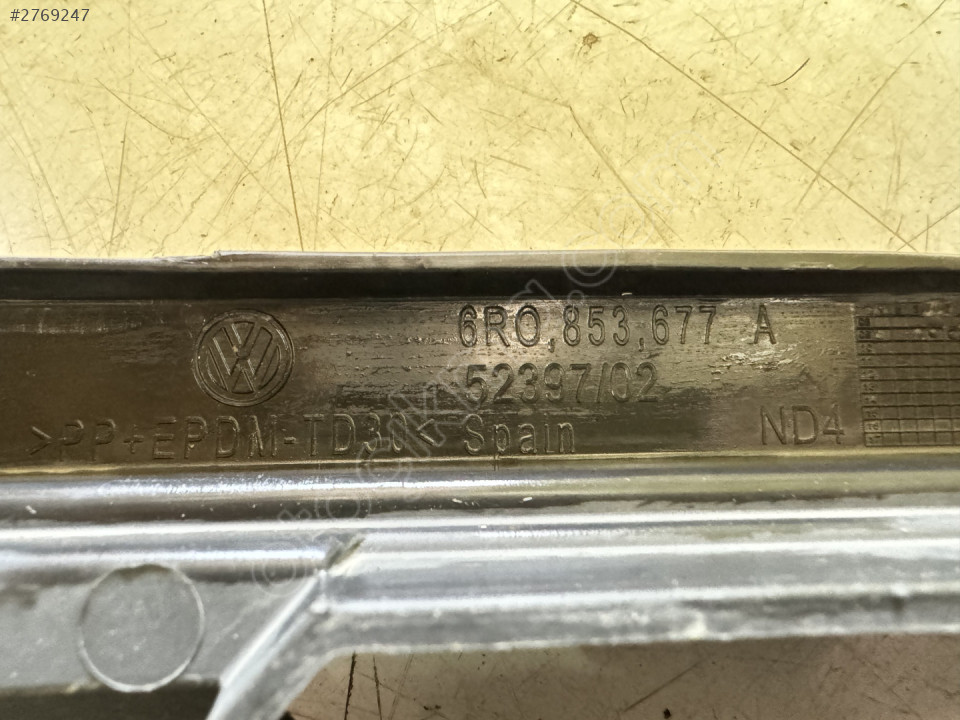 #2769247
6R0,853,677 A
52397/02
>PP+EPDM-TD30< Spain
ND4